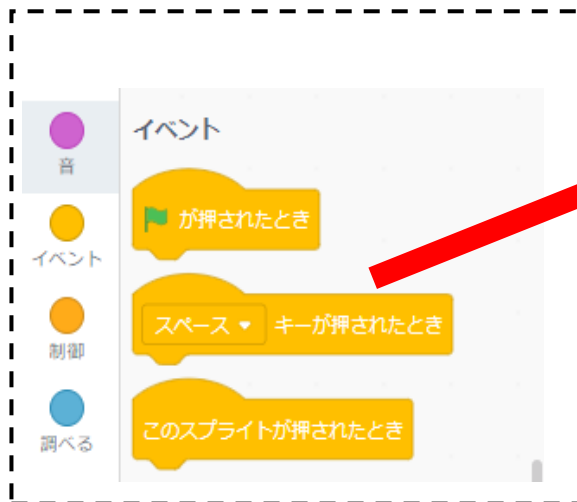 音
イベント
制御
調べる
イベント
が押されたとき
スペース キーが押されたとき
このスプライトが押されたとき